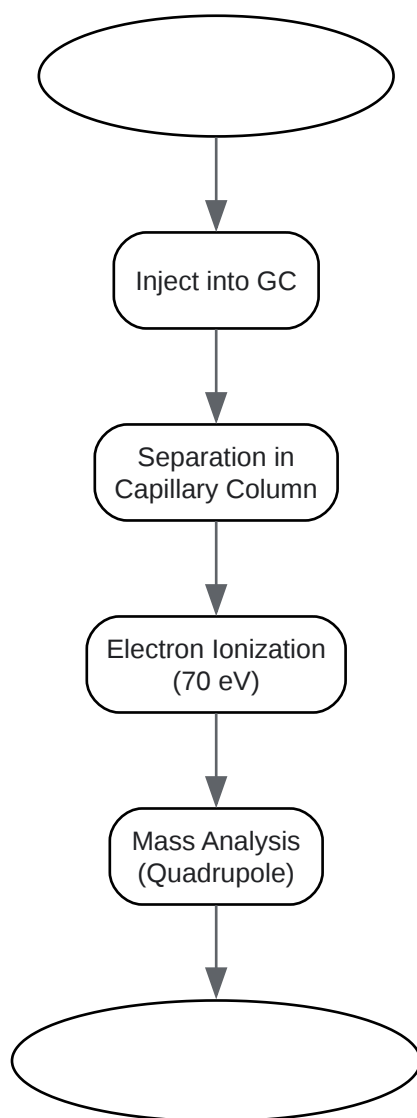 Inject into GC
Separation in
Capillary Column
Electron Ionization
(70 eV)
Mass Analysis
(Quadrupole)